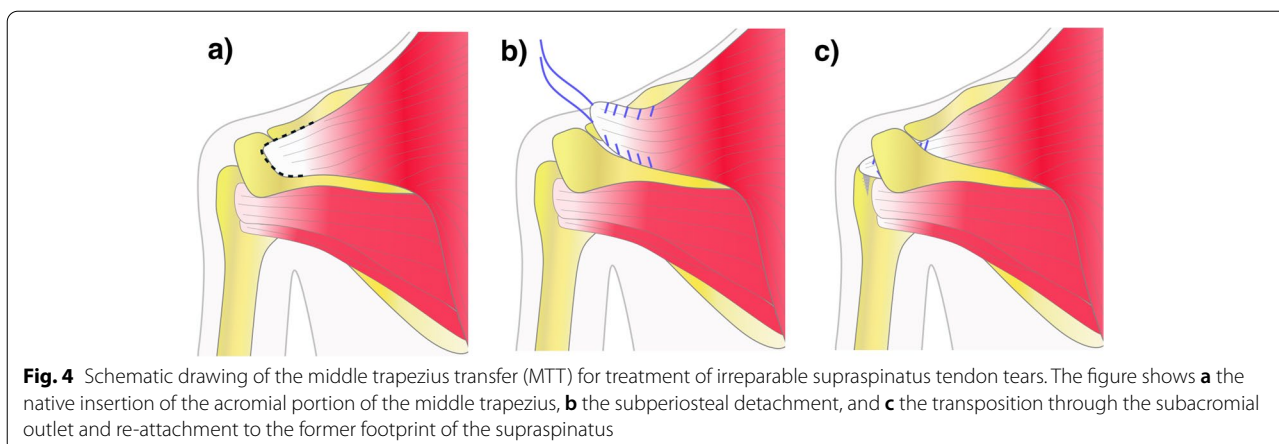 a)
b)
c)
Fig. 4 Schematic drawing of the middle trapezius transfer (MTT) for treatment of irreparable supraspinatus tendon tears. The figure shows a the
native insertion of the acromial portion of the middle trapezius, b the subperiosteal detachment, and c the transposition through the subacromial
outlet and re-attachment to the former footprint of the supraspinatus